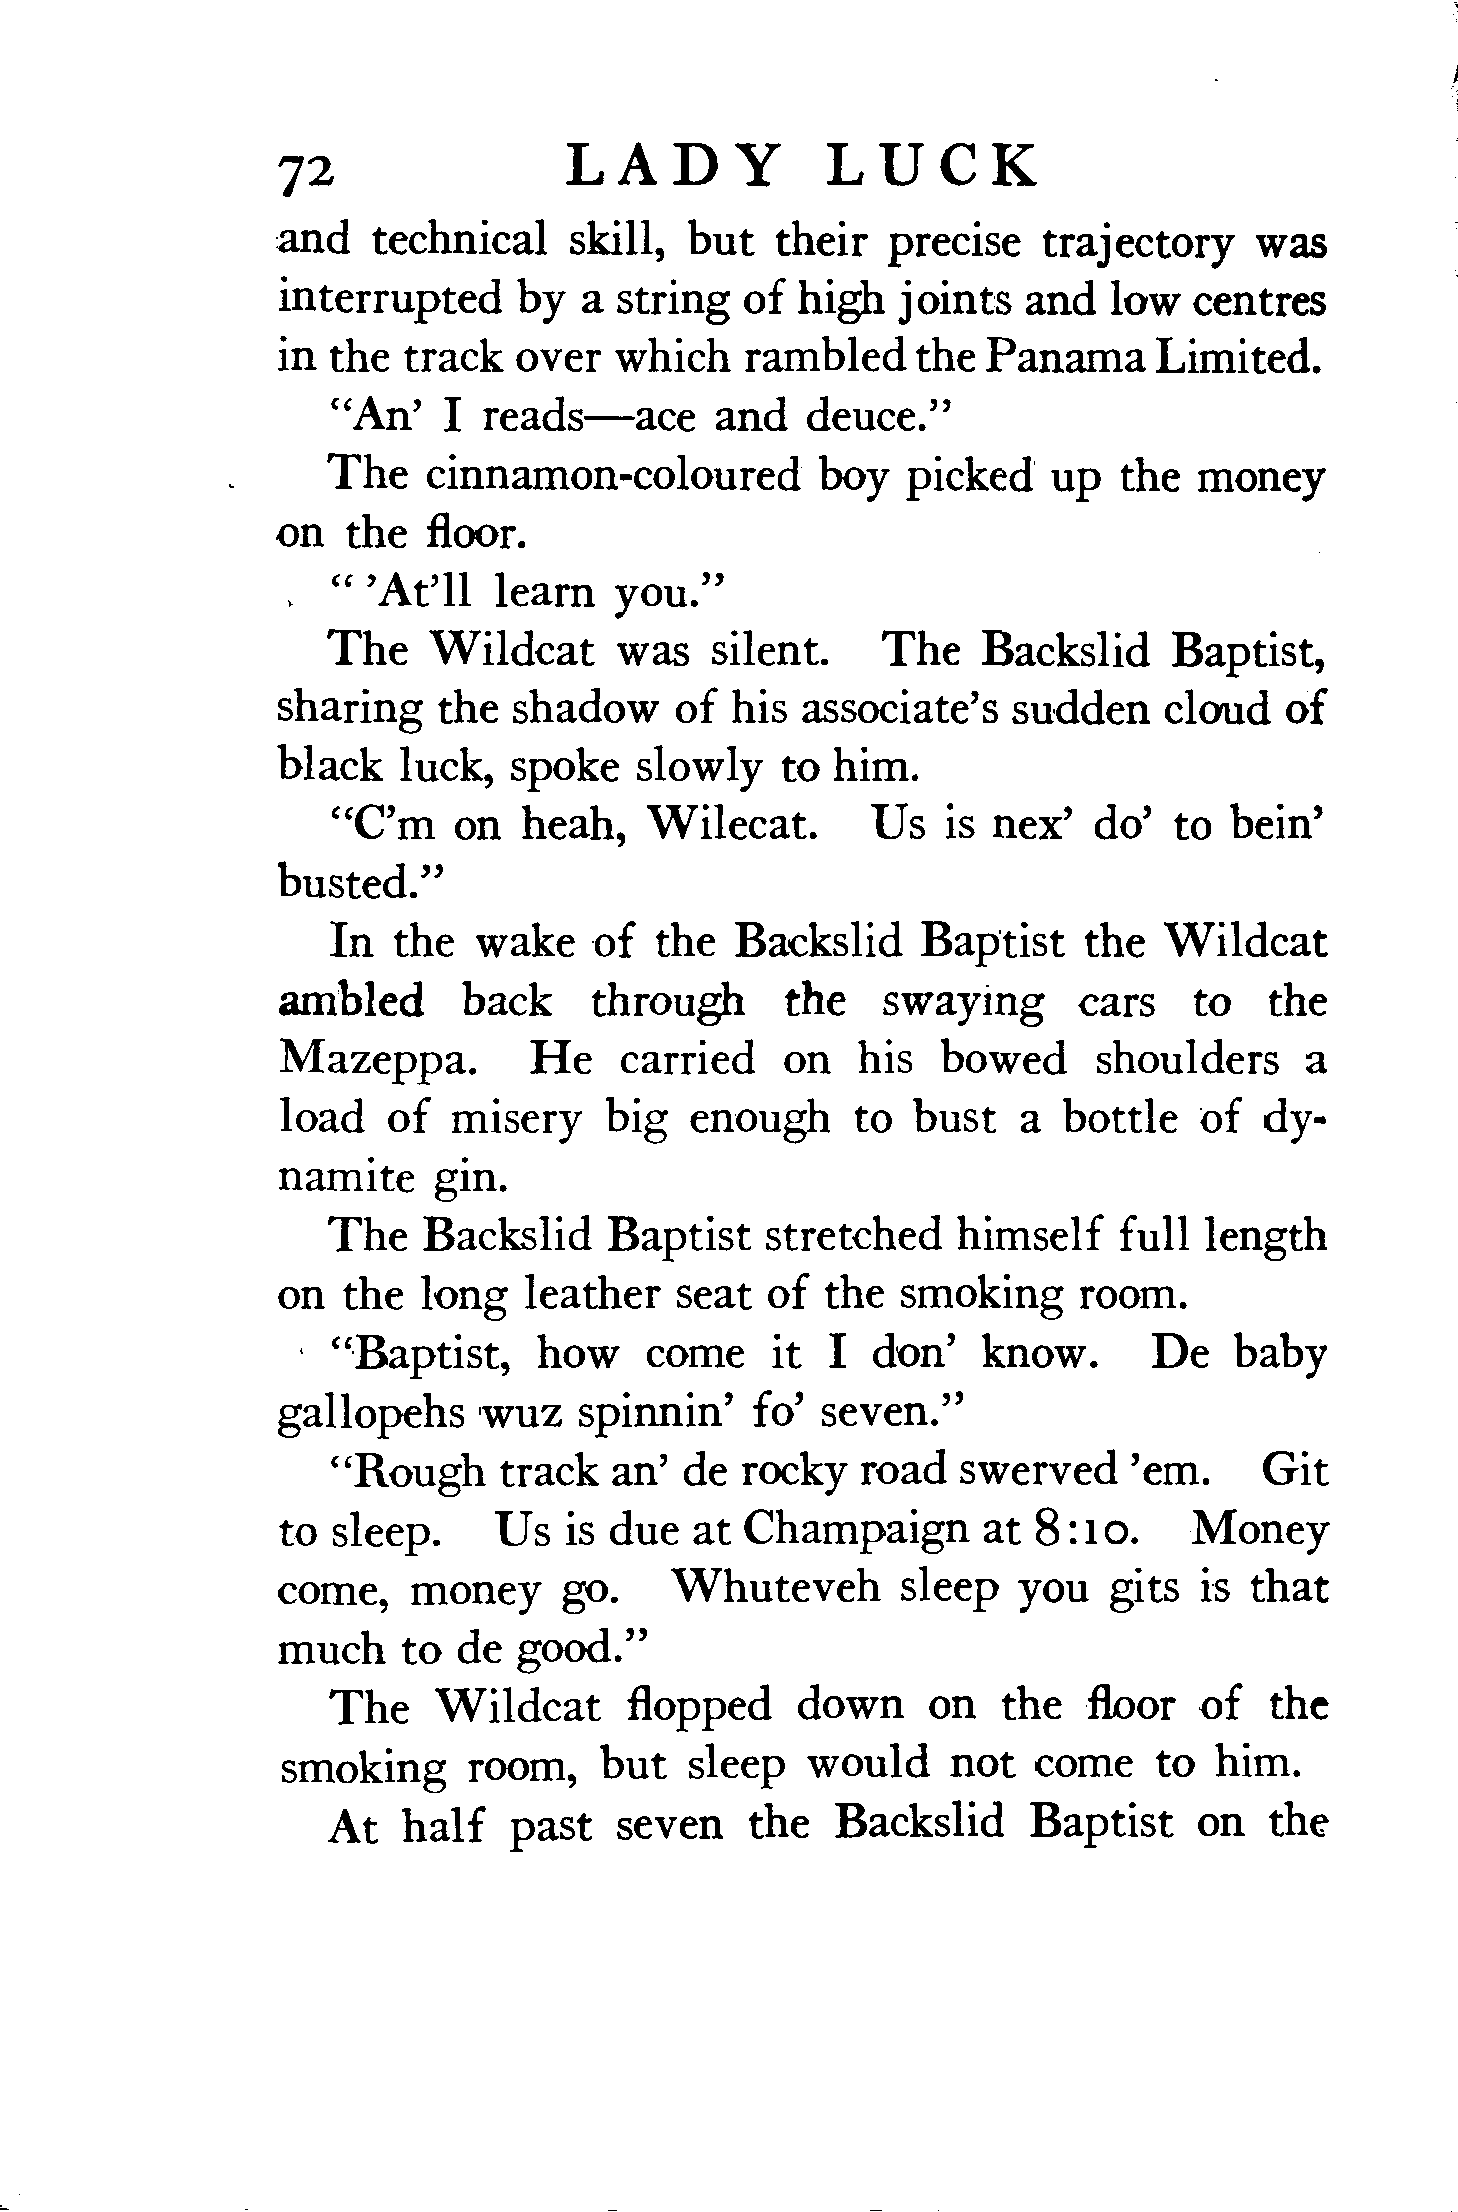 72 LADY LUCK
and technical skill, but their precise trajectory was
interrupted by a string of high joints and low centres
in the track over which rambled the Panama Limited.
"An' I reads—ace and deuce."
The cinnamon-coloured boy picked up the money
on the floor.
" 'At'll learn you."
The Wildcat was silent. The Backslid Baptist,
sharing the shadow of his associate's sudden cloud of
black luck, spoke slowly to him.
"C'm on heah, Wilecat. Us is nex' do' to bein'
busted."
In the wake of the Backslid Baptist the Wildcat
ambled back through the swaying cars to the
Mazeppa. He carried on his bowed shoulders a
load of misery big enough to bust a bottle of dy-
namite gin.
The Backslid Baptist stretched himself full length
on the long leather seat of the smoking room.
"Baptist, how come it I don' know. De baby
gallopehs wuz spinnin' fo' seven."
"Rough track an' de rocky road swerved 'em. Git
to sleep. Us is due at Champaign at 8:10. Money
come, money go. Whuteveh sleep you gits is that
much to de good."
The Wildcat flopped down on the floor of the
smoking room, but sleep would not come to him.
At half past seven the Backslid Baptist on the